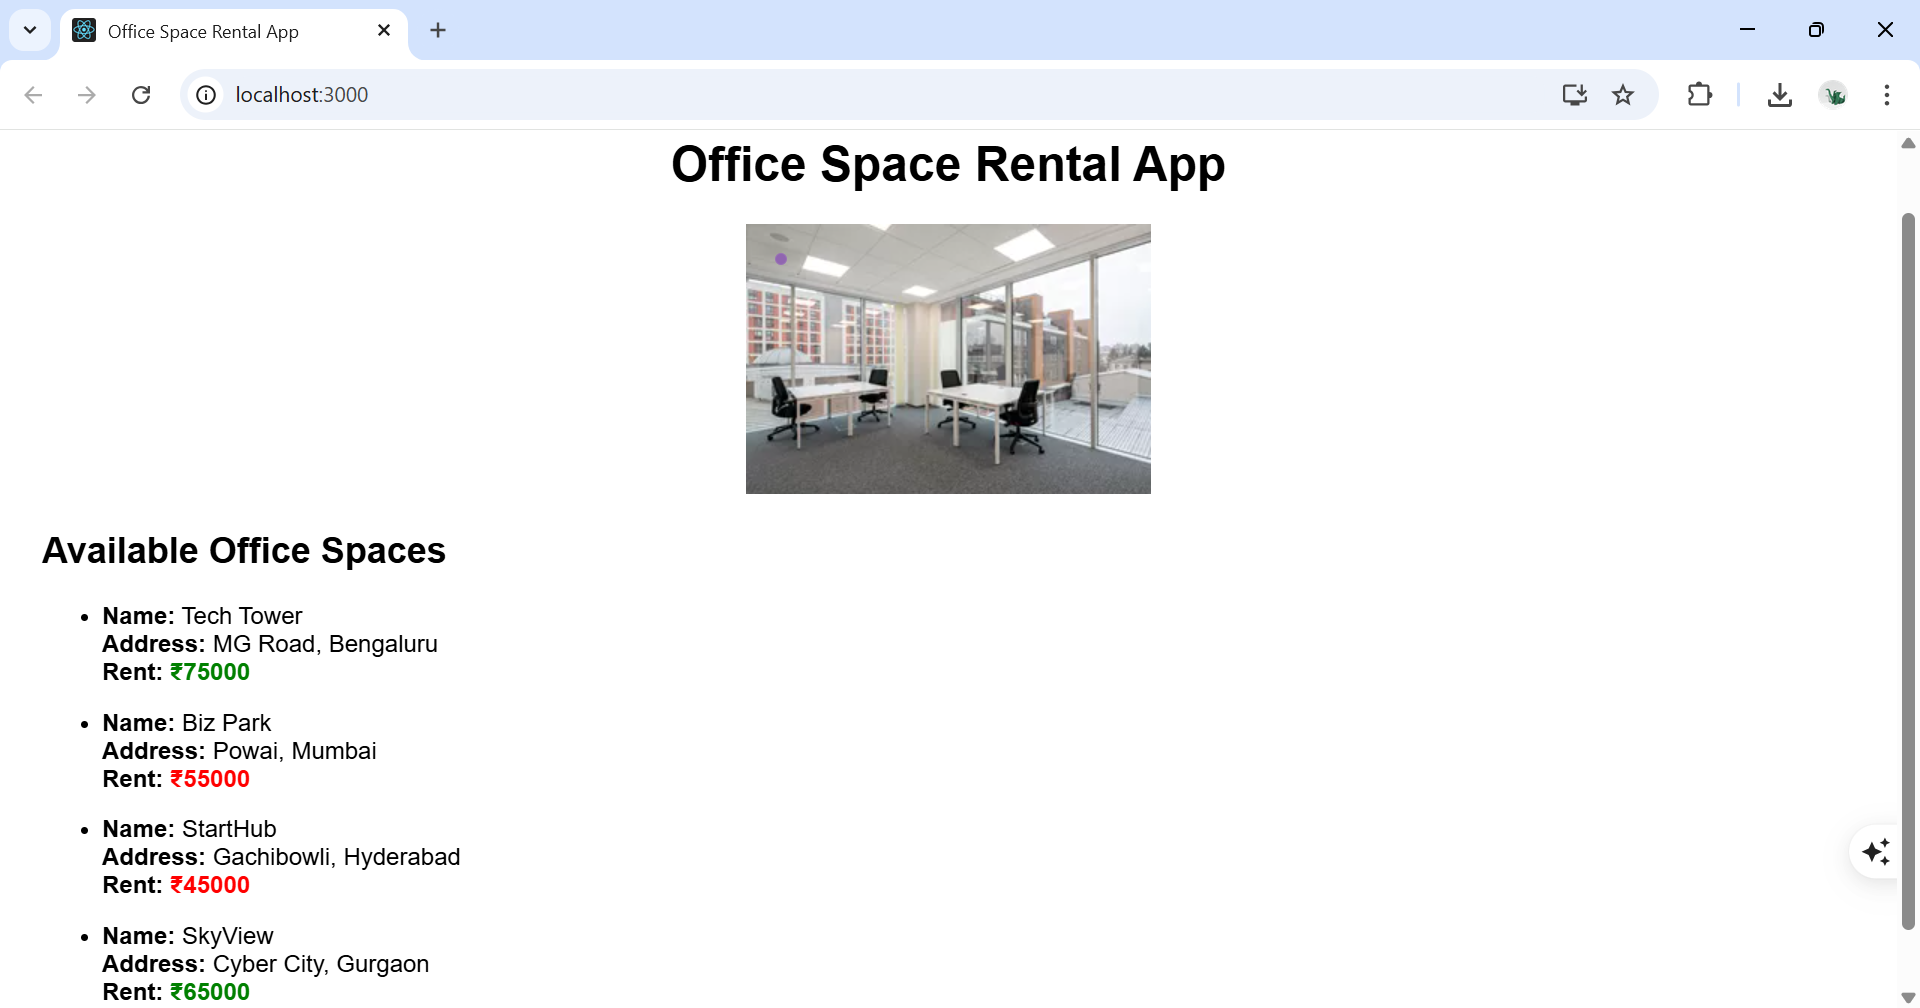 Office Space Rental App
localhost:3000
Office Space Rental App
Available Office Spaces
Name: Tech Tower
Address: MG Road, Bengaluru
Rent: ₹75000
Name: Biz Park
Address: Powai, Mumbai
Rent: ₹55000
Name: StartHub
Address: Gachibowli, Hyderabad
Rent: ₹45000
Name: SkyView
Address: Cyber City, Gurgaon
Rent: ₹65000